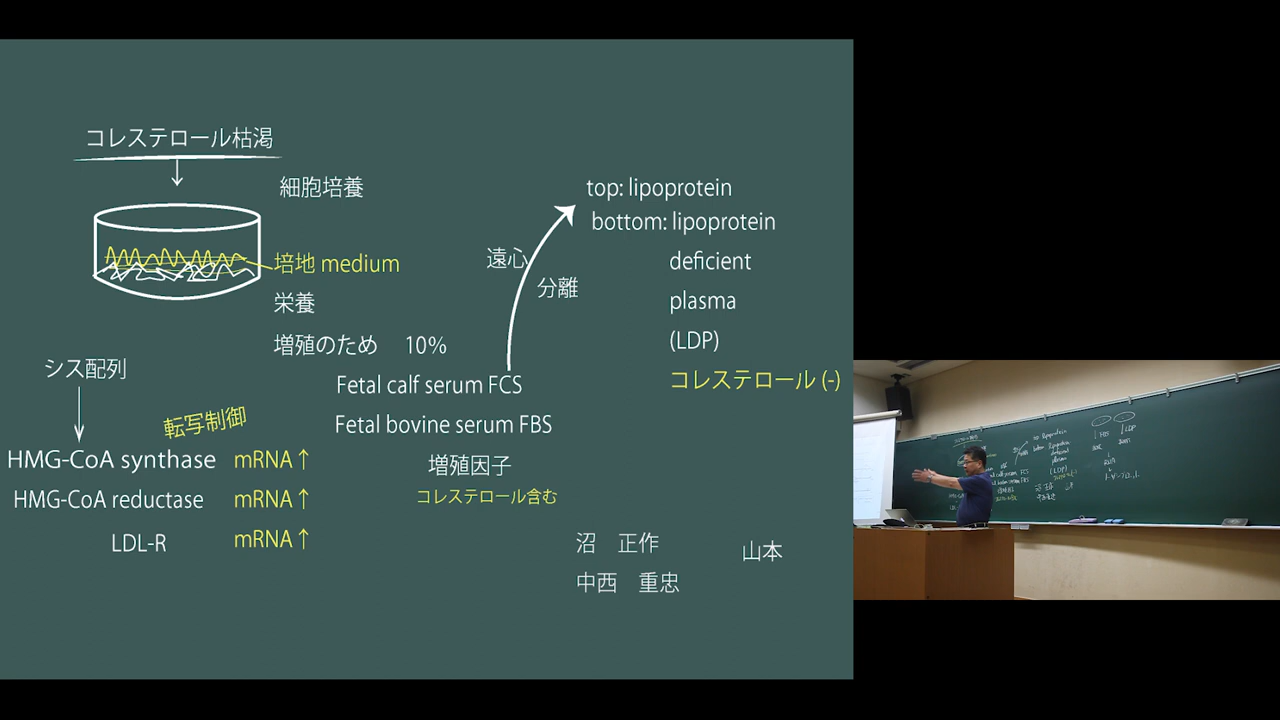 コレステロール枯渇
細胞培養
培地 medium
栄養
増殖のため 10%
Fetal calf serum FCS
Fetal bovine serum FBS
増殖因子
コレステロール含む
遠心
分離
top: lipoprotein
bottom: lipoprotein
deficient
plasma
(LDP)
コレステロール (-)
シス配列
転写制御
HMG-CoA synthase mRNA↑
HMG-CoA reductase mRNA↑
LDL-R mRNA↑
沼 正作 山本
中西 重忠